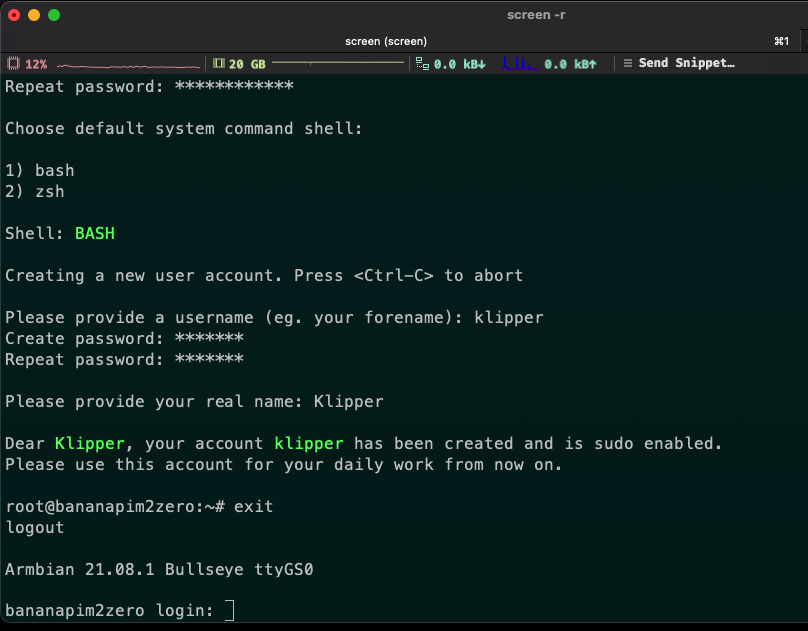 screen -r
screen (screen)
⌘1
12%
20 GB
0.0 kB↓
0.0 kB↑
Send Snippet…
Repeat password: ************
Choose default system command shell:
1) bash
2) zsh
Shell: BASH
Creating a new user account. Press <Ctrl-C> to abort
Please provide a username (eg. your forename): klipper
Create password: *******
Repeat password: *******
Please provide your real name: Klipper
Dear Klipper, your account klipper has been created and is sudo enabled.
Please use this account for your daily work from now on.
root@bananapim2zero:~# exit
logout
Armbian 21.08.1 Bullseye ttyGS0
bananapim2zero login: